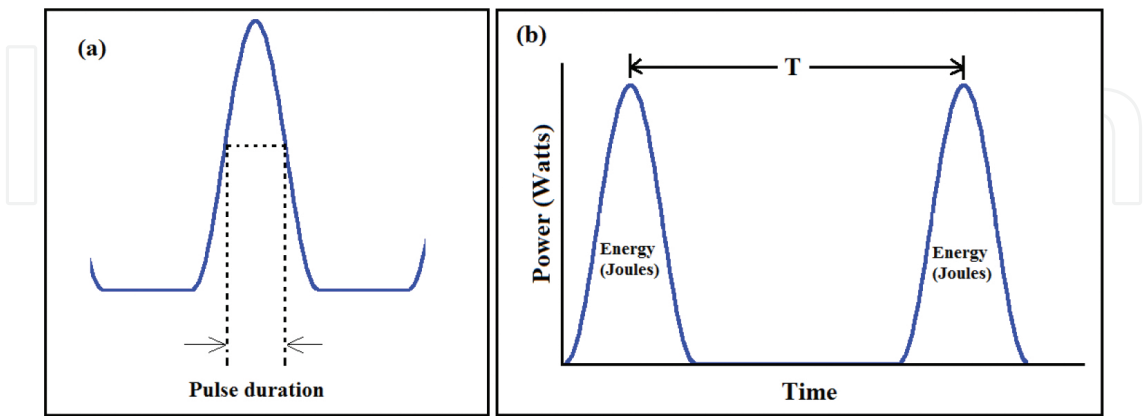 (a)
Pulse duration
(b)
T
Power (Watts)
Energy
(Joules)
Energy
(Joules)
Time